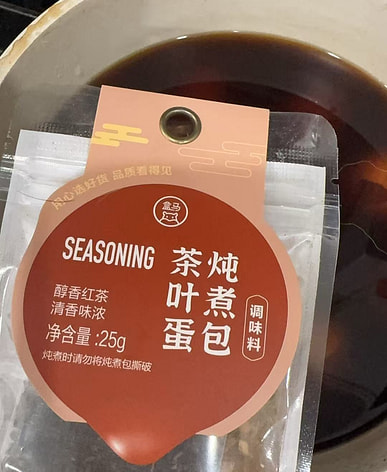 用心选好货 品质看得见
盒马
SEASONING
茶叶蛋
炖煮包
调味料
醇香红茶
清香味浓
净含量:25g
炖煮时请勿将炖煮包撕破